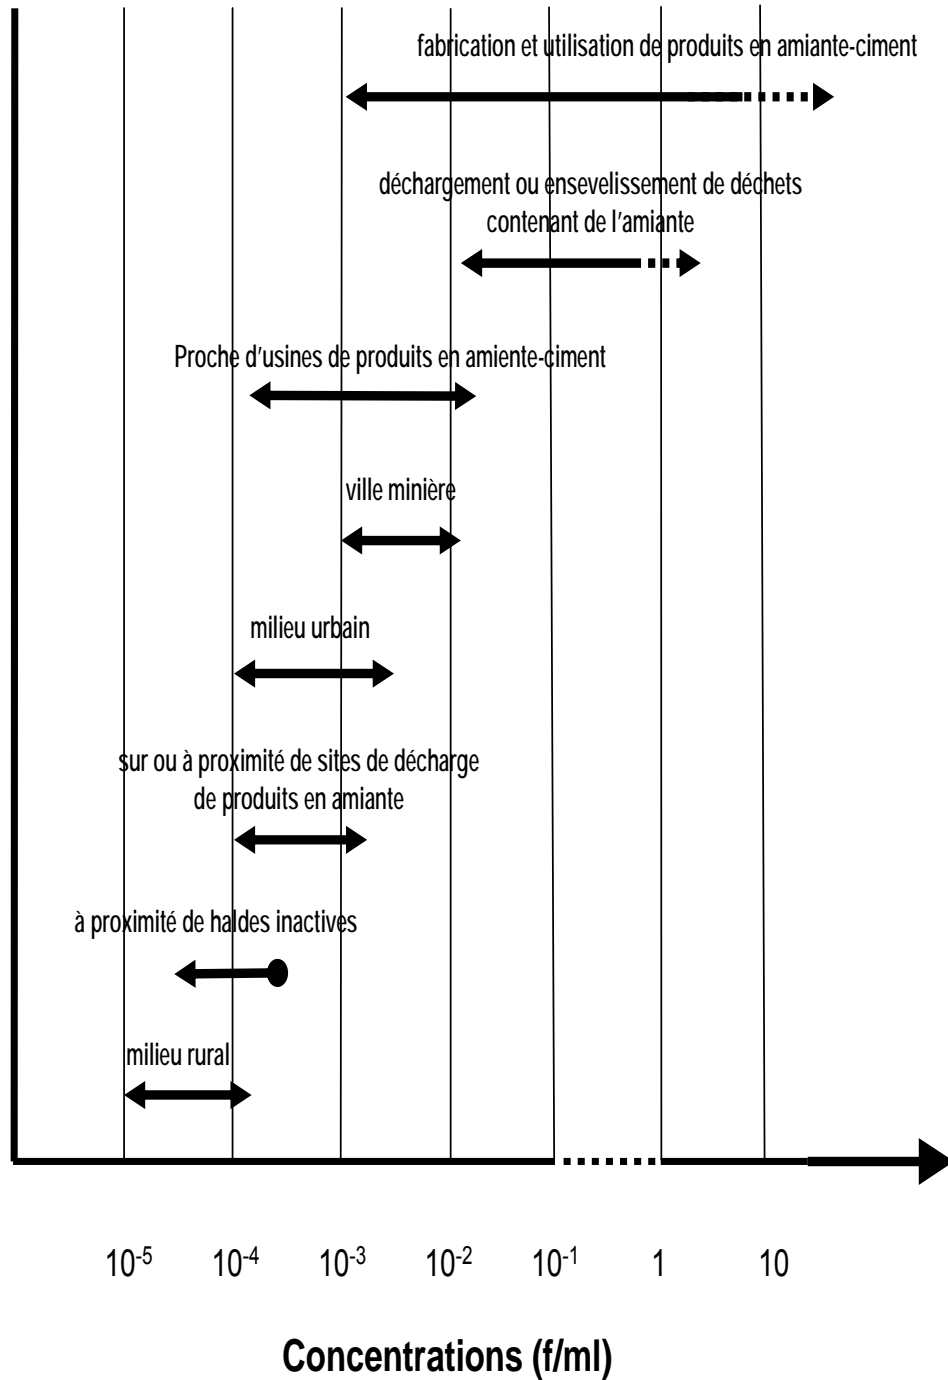 fabrication et utilisation de produits en amiante-ciment
déchargement ou ensevelissement de déchets
contenant de l'amiante
Proche d'usines de produits en amiente-ciment
ville minière
milieu urbain
sur ou à proximité de sites de décharge
de produits en amiante
à proximité de haldes inactives
milieu rural
10⁻⁵ 10⁻⁴ 10⁻³ 10⁻² 10⁻¹ 1 10
Concentrations (f/ml)